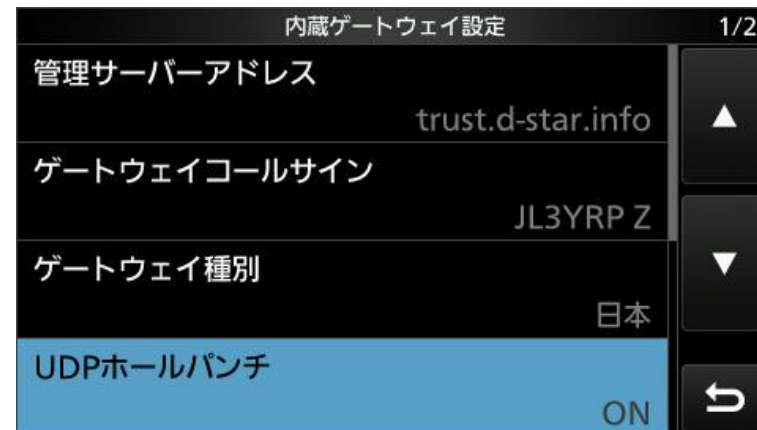 内蔵ゲートウェイ設定 1/2
管理サーバーアドレス
trust.d-star.info
ゲートウェイコールサイン
JL3YRP Z
ゲートウェイ種別
日本
UDPホールパンチ
ON